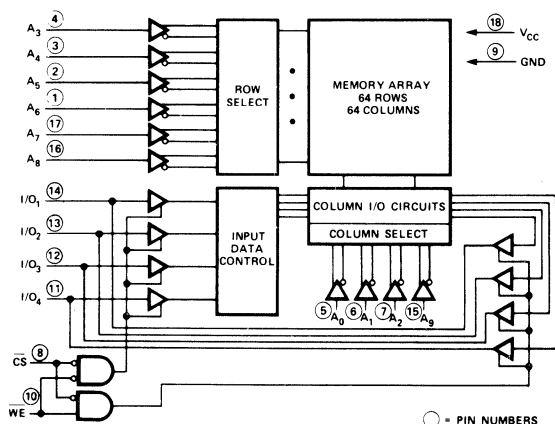 4
A3
3
A4
2
A5
1
A6
17
A7
16
A8
ROW
SELECT
MEMORY ARRAY
64 ROWS
64 COLUMNS
18
VCC
9
GND
14
I/O1
13
I/O2
12
I/O3
11
I/O4
INPUT
DATA
CONTROL
COLUMN I/O CIRCUITS
COLUMN SELECT
5 A0 6 A1 7 A2 15 A9
CS 8
WE 10
= PIN NUMBERS